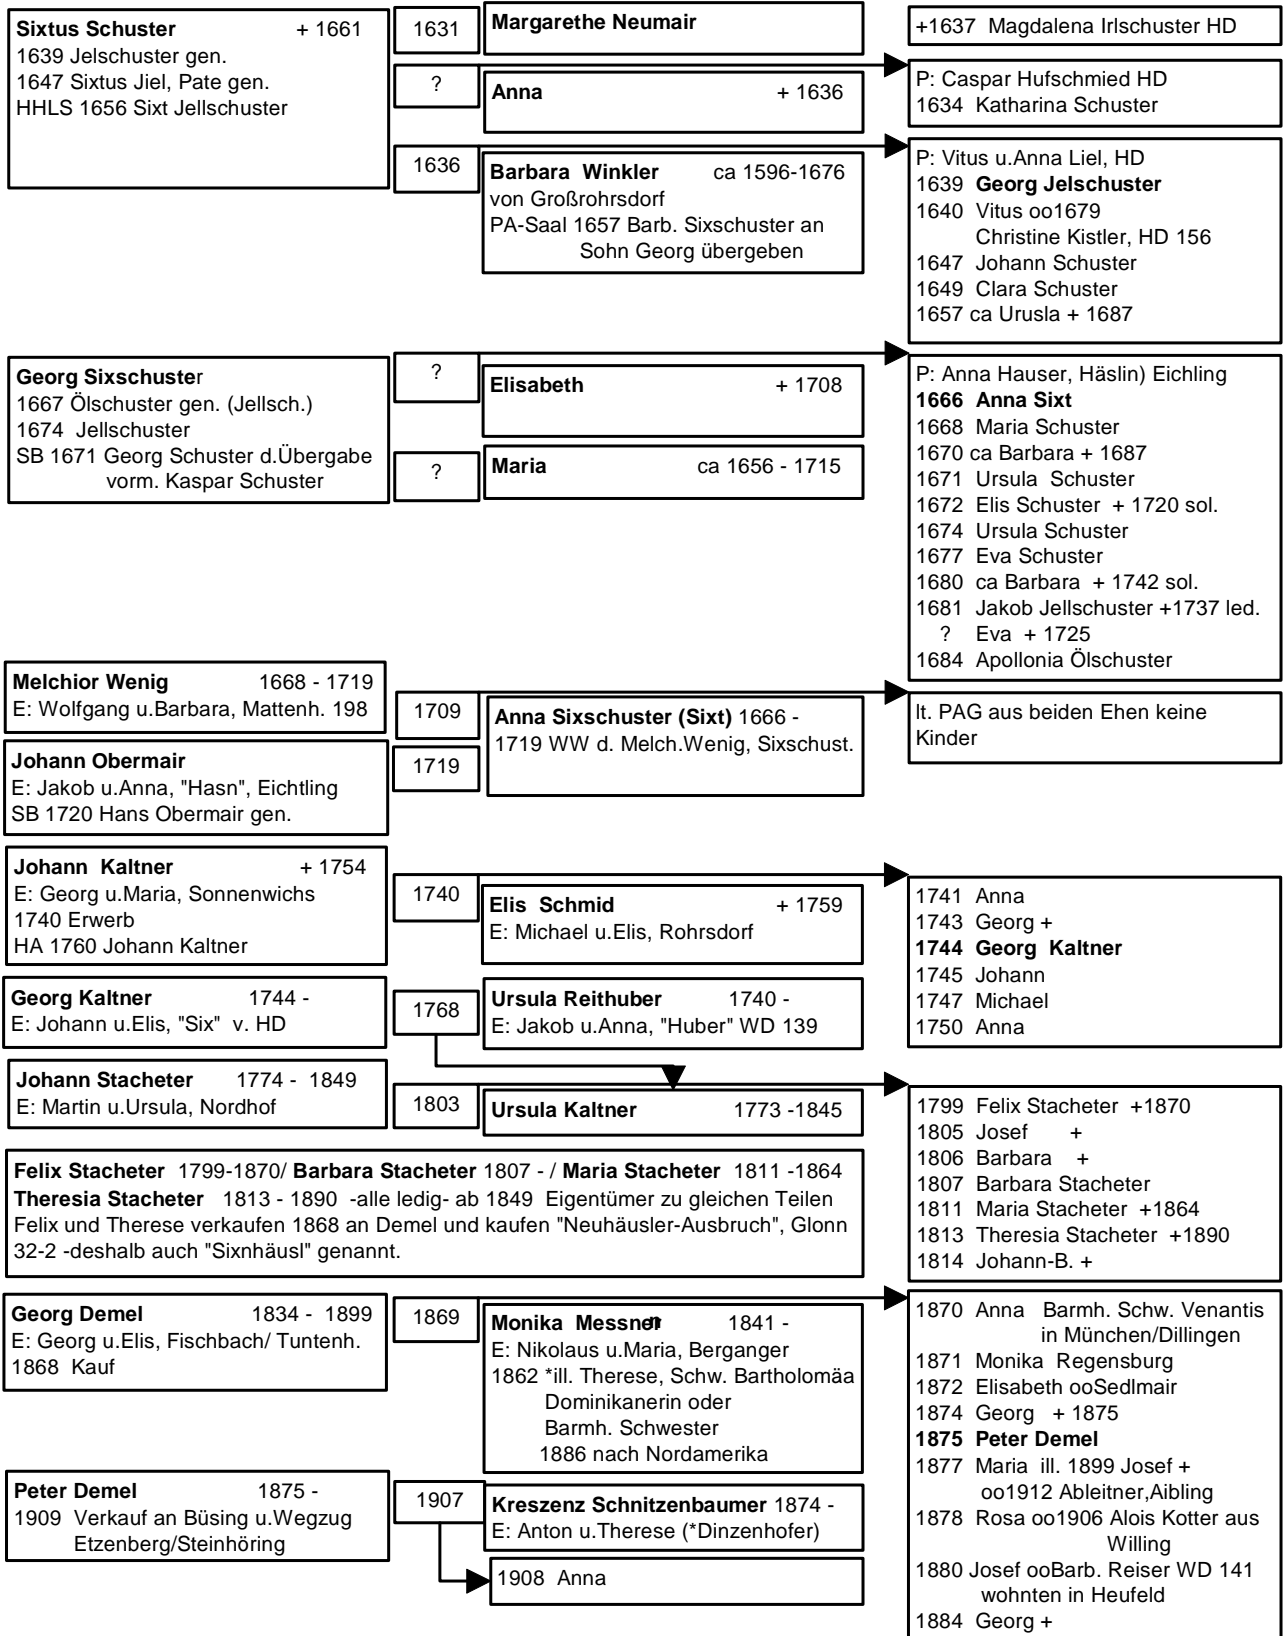 Sixtus Schuster + 1661
1639 Jelschuster gen.
1647 Sixtus Jiel, Pate gen.
HHLS 1656 Sixt Jellschuster
1631
Margarethe Neumair
+1637 Magdalena Irlschuster HD
?
Anna + 1636
P: Caspar Hufschmied HD
1634 Katharina Schuster
1636
Barbara Winkler ca 1596-1676
von Großrohrsdorf
PA-Saal 1657 Barb. Sixschuster an
Sohn Georg übergeben
P: Vitus u.Anna Liel, HD
1639 Georg Jelschuster
1640 Vitus oo1679
Christine Kistler, HD 156
1647 Johann Schuster
1649 Clara Schuster
1657 ca Urusla + 1687
Georg Sixschuster
1667 Ölschuster gen. (Jellsch.)
1674 Jellschuster
SB 1671 Georg Schuster d.Übergabe
vorm. Kaspar Schuster
?
Elisabeth + 1708
?
Maria ca 1656 - 1715
P: Anna Hauser, Häslin) Eichling
1666 Anna Sixt
1668 Maria Schuster
1670 ca Barbara + 1687
1671 Ursula Schuster
1672 Elis Schuster + 1720 sol.
1674 Ursula Schuster
1677 Eva Schuster
1680 ca Barbara + 1742 sol.
1681 Jakob Jellschuster +1737 led.
? Eva + 1725
1684 Apollonia Ölschuster
Melchior Wenig 1668 - 1719
E: Wolfgang u.Barbara, Mattenh. 198
1709
Anna Sixschuster (Sixt) 1666 -
1719 WW d. Melch.Wenig, Sixschust.
lt. PAG aus beiden Ehen keine
Kinder
Johann Obermair
E: Jakob u.Anna, "Hasn", Eichtling
SB 1720 Hans Obermair gen.
1719
Johann Kaltner + 1754
E: Georg u.Maria, Sonnenwichs
1740 Erwerb
HA 1760 Johann Kaltner
1740
Elis Schmid + 1759
E: Michael u.Elis, Rohrsdorf
1741 Anna
1743 Georg +
1744 Georg Kaltner
1745 Johann
1747 Michael
1750 Anna
Georg Kaltner 1744 -
E: Johann u.Elis, "Six" v. HD
1768
Ursula Reithuber 1740 -
E: Jakob u.Anna, "Huber" WD 139
Johann Stacheter 1774 - 1849
E: Martin u.Ursula, Nordhof
1803
Ursula Kaltner 1773 -1845
1799 Felix Stacheter +1870
1805 Josef +
1806 Barbara +
1807 Barbara Stacheter
1811 Maria Stacheter +1864
1813 Theresia Stacheter +1890
1814 Johann-B. +
Felix Stacheter 1799-1870/ Barbara Stacheter 1807 - / Maria Stacheter 1811 -1864
Theresia Stacheter 1813 - 1890 -alle ledig- ab 1849 Eigentümer zu gleichen Teilen
Felix und Therese verkaufen 1868 an Demel und kaufen "Neuhäusler-Ausbruch", Glonn
32-2 -deshalb auch "Sixnhäusl" genannt.
Georg Demel 1834 - 1899
E: Georg u.Elis, Fischbach/ Tuntenh.
1868 Kauf
1869
Monika Messner 1841 -
E: Nikolaus u.Maria, Berganger
1862 *ill. Therese, Schw. Bartholomäa
Dominikanerin oder
Barmh. Schwester
1886 nach Nordamerika
1870 Anna Barmh. Schw. Venantis
in München/Dillingen
1871 Monika Regensburg
1872 Elisabeth ooSedlmair
1874 Georg + 1875
1875 Peter Demel
1877 Maria ill. 1899 Josef +
oo1912 Ableitner,Aibling
1878 Rosa oo1906 Alois Kotter aus
Willing
1880 Josef ooBarb. Reiser WD 141
wohnten in Heufeld
1884 Georg +
Peter Demel 1875 -
1909 Verkauf an Büsing u.Wegzug
Etzenberg/Steinhöring
1907
Kreszenz Schnitzenbaumer 1874 -
E: Anton u.Therese (*Dinzenhofer)
1908 Anna